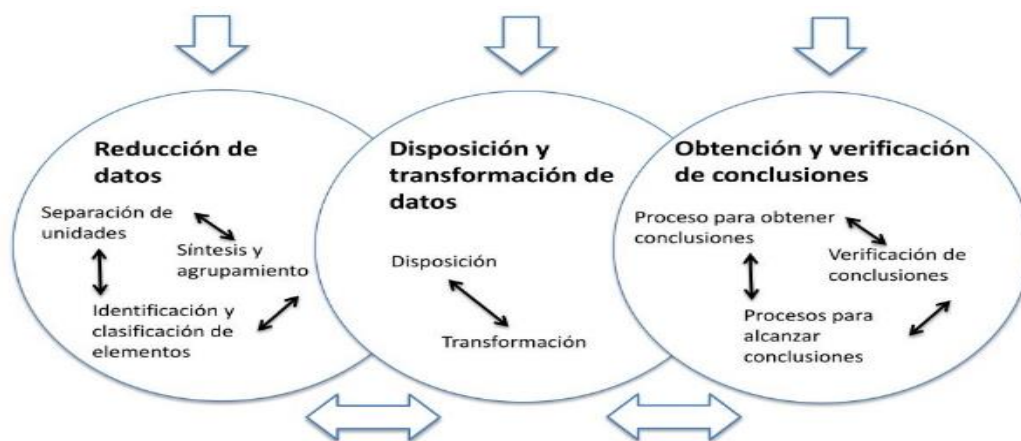 Reducción de
datos
Separación de
unidades
Síntesis y
agrupamiento
Identificación y
clasificación de
elementos
Disposición y
transformación de
datos
Disposición
Transformación
Obtención y verificación
de conclusiones
Proceso para obtener
conclusiones
Verificación de
conclusiones
Procesos para
alcanzar
conclusiones